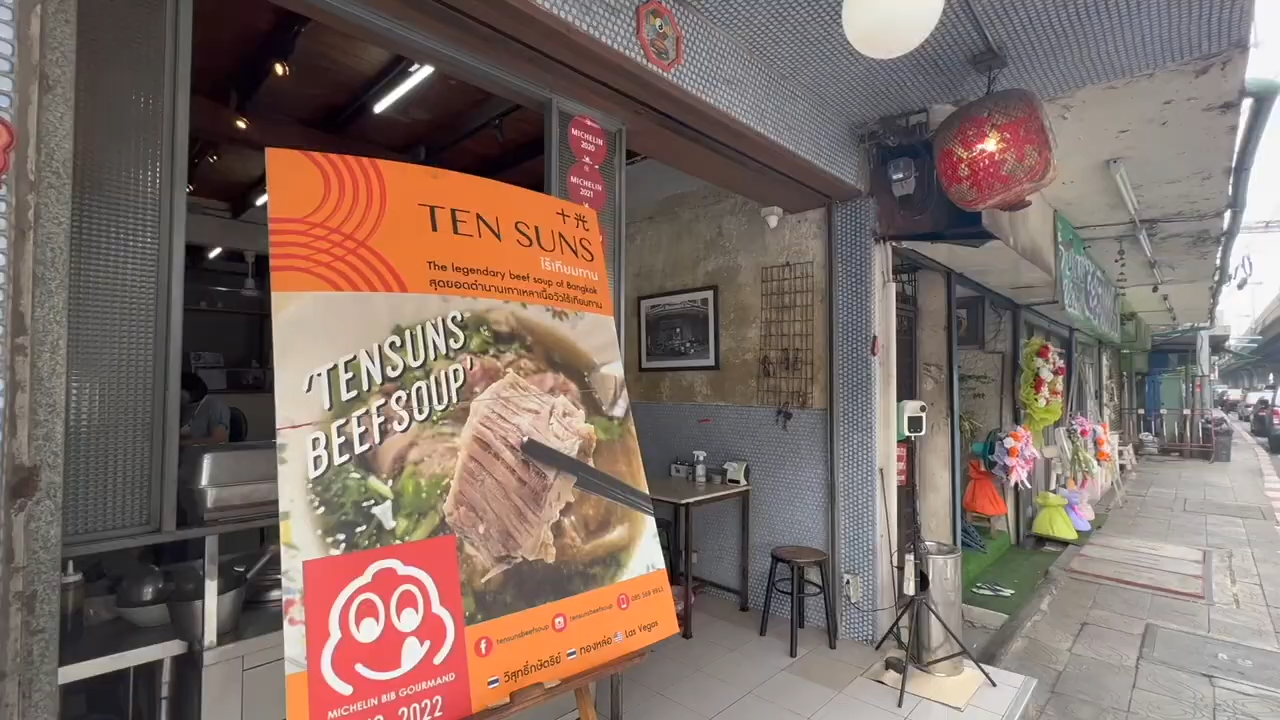 MICHELIN
2020
MICHELIN
2021
十光
TEN SUNS
ไร้เทียมทาน
The legendary beef soup of Bangkok
สุดยอดตำนานเกาเหลาเนื้อวัวไร้เทียมทาน
'TENSUNS
BEEFSOUP'
tensunsbeefsoup
tensunsbeefsoup
วิสุทธิ์กษัตริย์ ทองหล่อ Las Vegas
MICHELIN BIB GOURMAND
2022